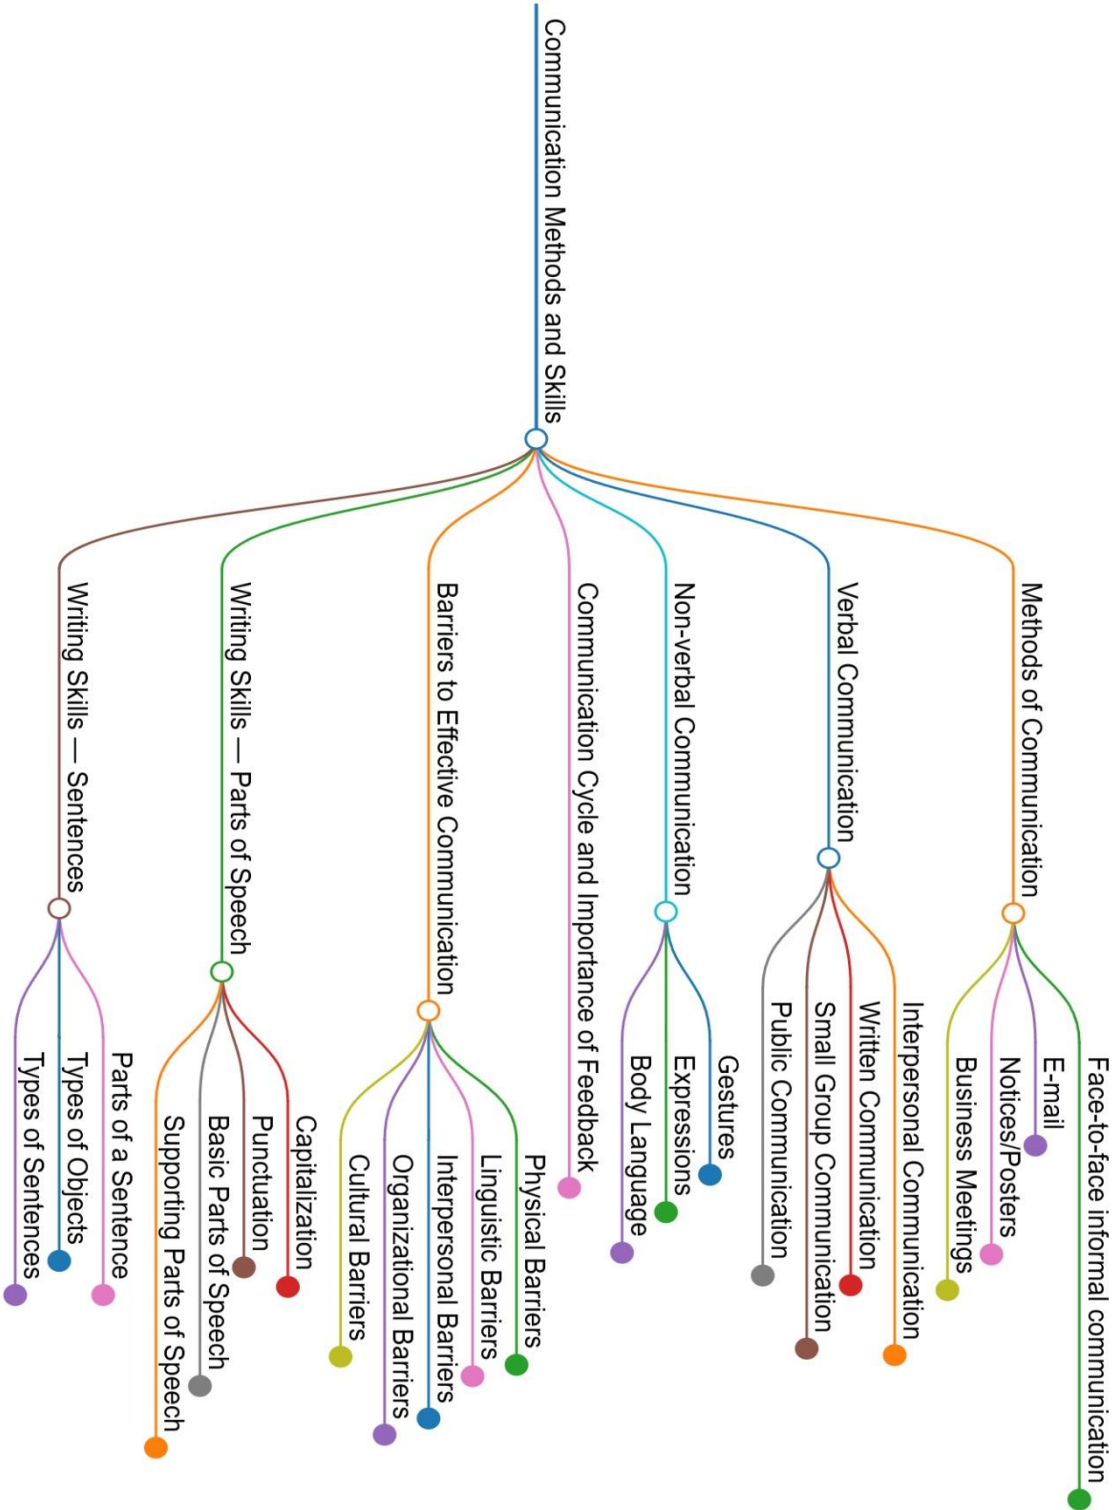 Communication Methods and Skills
Methods of Communication
Face-to-face informal communication
E-mail
Notices/Posters
Business Meetings
Verbal Communication
Interpersonal Communication
Written Communication
Small Group Communication
Public Communication
Non-verbal Communication
Gestures
Expressions
Body Language
Communication Cycle and Importance of Feedback
Barriers to Effective Communication
Physical Barriers
Linguistic Barriers
Interpersonal Barriers
Organizational Barriers
Cultural Barriers
Writing Skills — Parts of Speech
Capitalization
Punctuation
Basic Parts of Speech
Supporting Parts of Speech
Writing Skills — Sentences
Parts of a Sentence
Types of Objects
Types of Sentences